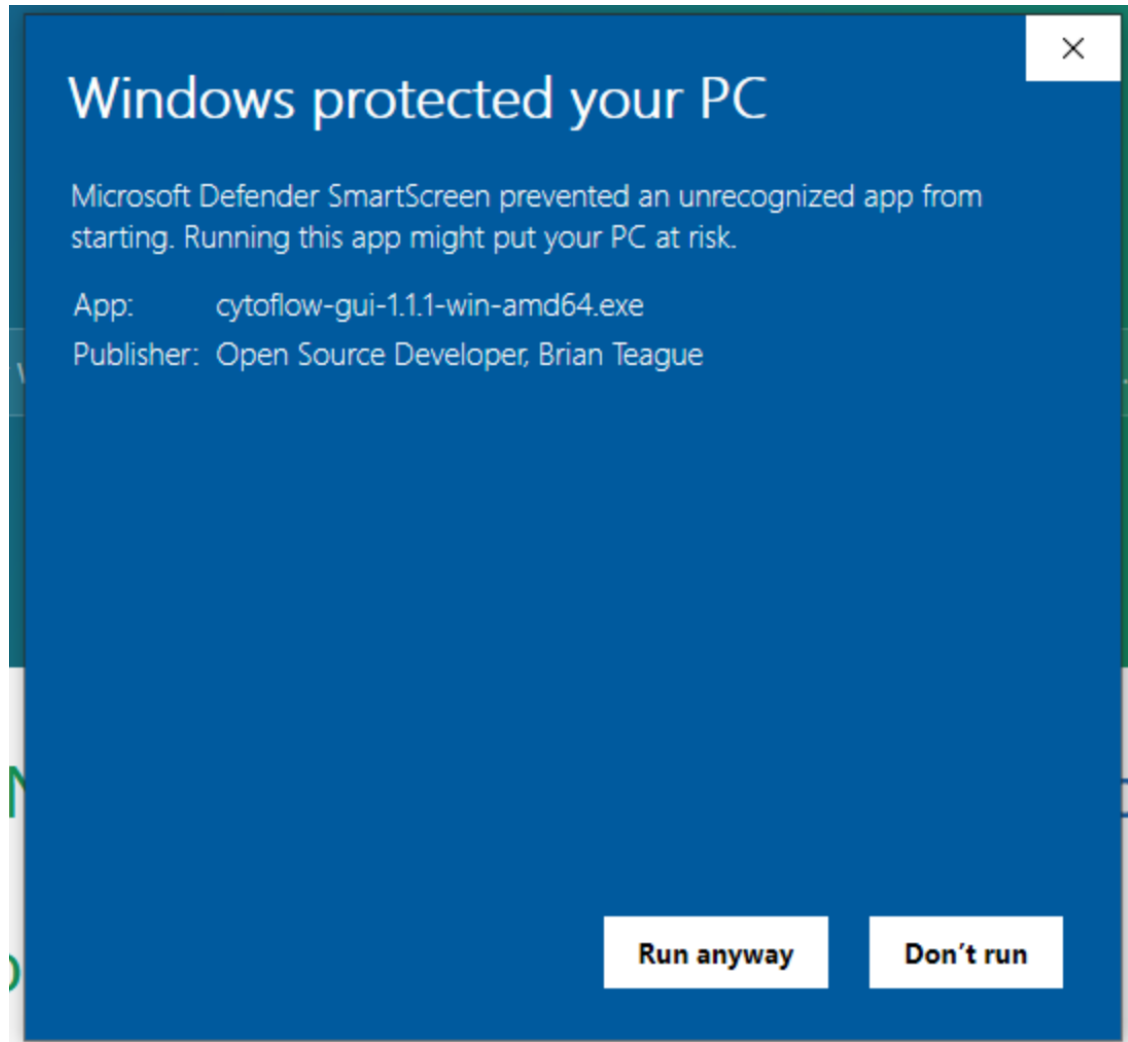 Windows protected your PC
Microsoft Defender SmartScreen prevented an unrecognized app from
starting. Running this app might put your PC at risk.
App: cytoflow-gui-1.1.1-win-amd64.exe
Publisher: Open Source Developer, Brian Teague
Run anyway
Don't run